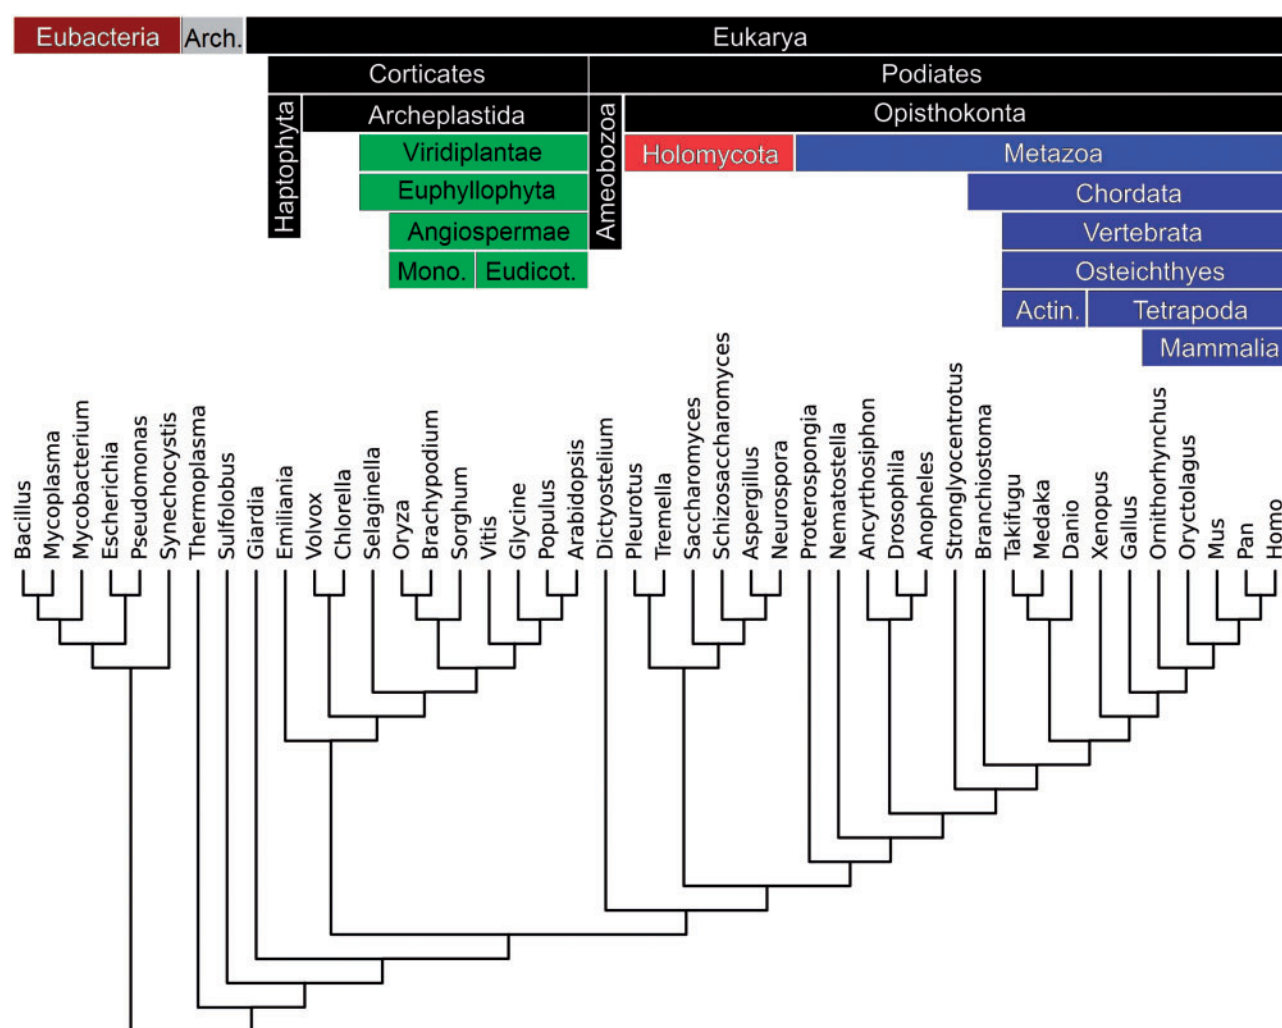 Eubacteria Arch. Eukarya
Corticates Podiates
Haptophyta Archeplastida Ameobozoa Opisthokonta
Viridiplantae Holomycota Metazoa
Euphyllophyta Chordata
Angiospermae Vertebrata
Mono. Eudicot. Osteichthyes
Actin. Tetrapoda
Mammalia
Bacillus
Mycoplasma
Mycobacterium
Escherichia
Pseudomonas
Synechocystis
Thermoplasma
Sulfolobus
Giardia
Emiliania
Volvox
Chlorella
Selaginella
Oryza
Brachypodium
Sorghum
Vitis
Glycine
Populus
Arabidopsis
Dictyostelium
Pleurotus
Tremella
Saccharomyces
Schizosaccharomyces
Aspergillus
Neurospora
Proterospongia
Nematostella
Ancyrthosiphon
Drosophila
Anopheles
Stronglyocentrotus
Branchiostoma
Takifugu
Medaka
Danio
Xenopus
Gallus
Ornithorhynchus
Oryctolagus
Mus
Pan
Homo